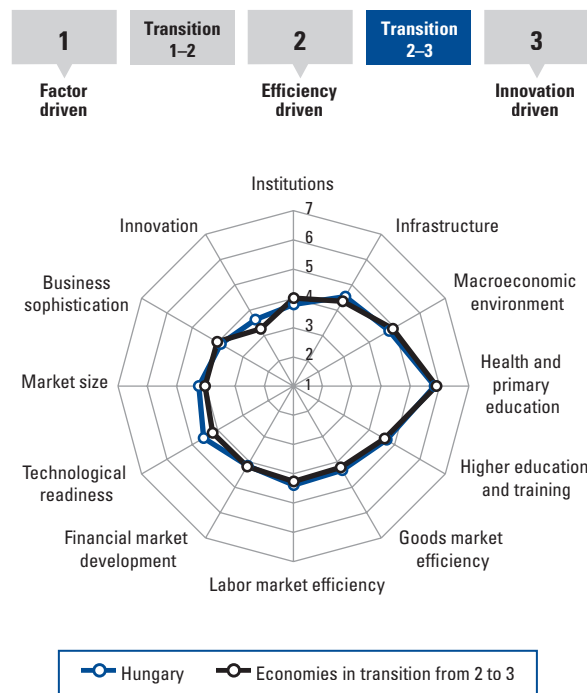 1
Transition
1–2
2
Transition
2–3
3
Factor
driven
Efficiency
driven
Innovation
driven
Institutions
Innovation
Infrastructure
Business
sophistication
Macroeconomic
environment
Market size
Health and
primary
education
Technological
readiness
Higher education
and training
Financial market
development
Goods market
efficiency
Labor market efficiency
7
6
5
4
3
2
1
Hungary
Economies in transition from 2 to 3